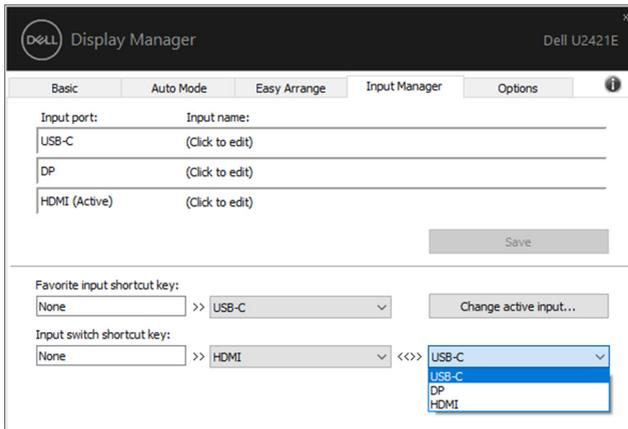 DELL Display Manager
Dell U2421E
Basic Auto Mode Easy Arrange Input Manager Options
Input port: Input name:
USB-C (Click to edit)
DP (Click to edit)
HDMI (Active) (Click to edit)
Save
Favorite input shortcut key:
None >> USB-C Change active input...
Input switch shortcut key:
None >> HDMI <<>> USB-C
USB-C
DP
HDMI